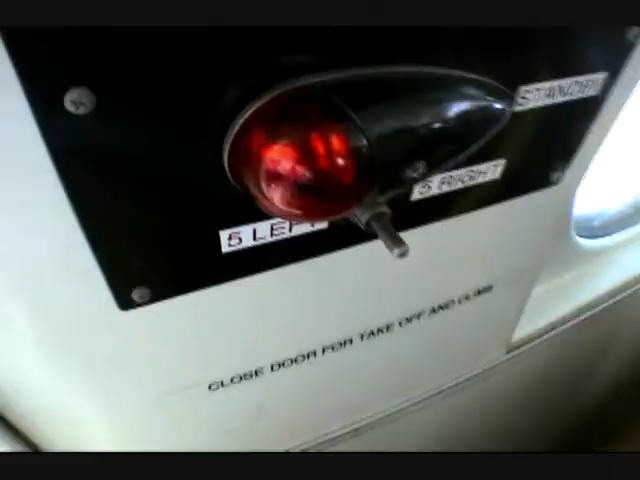 STANDBY
5 RIGHT
5 LEFT
CLOSE DOOR FOR TAKE OFF AND CLIMB